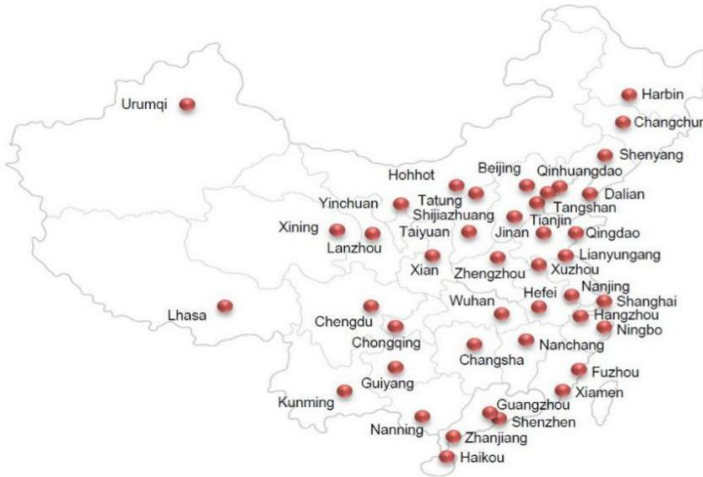 Harbin
Urumqi
Changchun
Shenyang
Hohhot
Beijing
Qinhuangdao
Yinchuan
Tatung
Dalian
Tangshan
Shijiazhuang
Tianjin
Xining
Lanzhou
Taiyuan
Jinan
Qingdao
Xian
Zhengzhou
Xuzhou
Lianyungang
Nanjing
Hefei
Wuhan
Shanghai
Lhasa
Chengdu
Hangzhou
Ningbo
Chongqing
Changsha
Nanchang
Guiyang
Fuzhou
Kunming
Xiamen
Guangzhou
Nanning
Shenzhen
Zhanjiang
Haikou